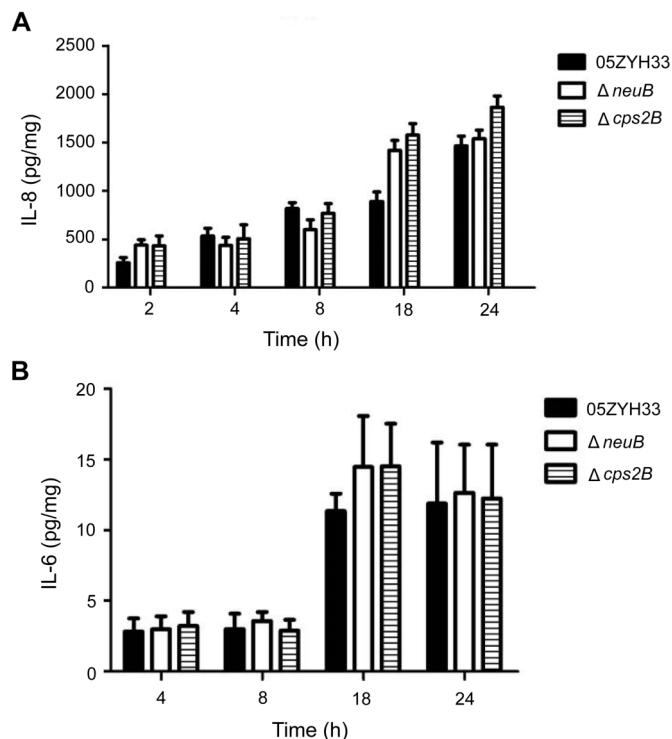 A
2500
2000
1500
1000
500
0
IL-8 (pg/mg)
2 4 8 18 24
Time (h)
05ZYH33
Δ neuB
Δ cps2B
B
20
15
10
5
0
IL-6 (pg/mg)
4 8 18 24
Time (h)
05ZYH33
Δ neuB
Δ cps2B